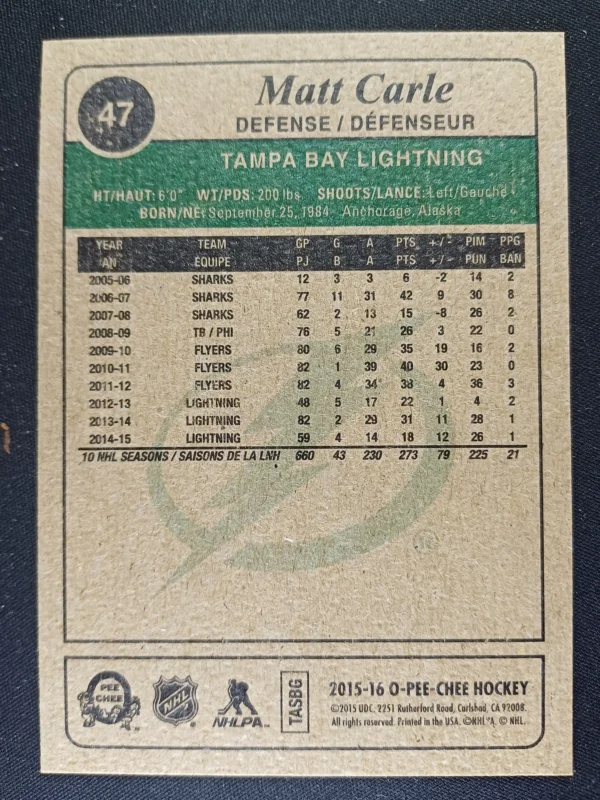 47
Matt Carle
DEFENSE / DÉFENSEUR
TAMPA BAY LIGHTNING
HT/HAUT: 6'0" WT/PDS: 200 lbs SHOOTS/LANCE: Left/Gauche
BORN/NE: September 25, 1984 Anchorage, Alaska
YEAR TEAM GP G A PTS +/- PIM PPG
AN EQUIPE PJ B A PTS +/- PUN BAN
2005-06 SHARKS 12 3 3 6 -2 14 2
2006-07 SHARKS 77 11 31 42 9 30 8
2007-08 SHARKS 62 2 13 15 -8 26 2
2008-09 TB / PHI 76 5 21 26 3 22 0
2009-10 FLYERS 80 6 29 35 19 16 2
2010-11 FLYERS 82 1 39 40 30 23 0
2011-12 FLYERS 82 4 34 38 4 36 3
2012-13 LIGHTNING 48 5 17 22 1 4 2
2013-14 LIGHTNING 82 2 29 31 11 28 1
2014-15 LIGHTNING 59 4 14 18 12 26 1
10 NHL SEASONS / SAISONS DE LA LNH 660 43 230 273 79 225 21
PEE CHEE
NHL
NHLPA
TASBG
2015-16 O-PEE-CHEE HOCKEY
©2015 UDC, 2251 Rutherford Road, Carlsbad, CA 92008.
All rights reserved. Printed in the USA. ©NHLPA. © NHL.